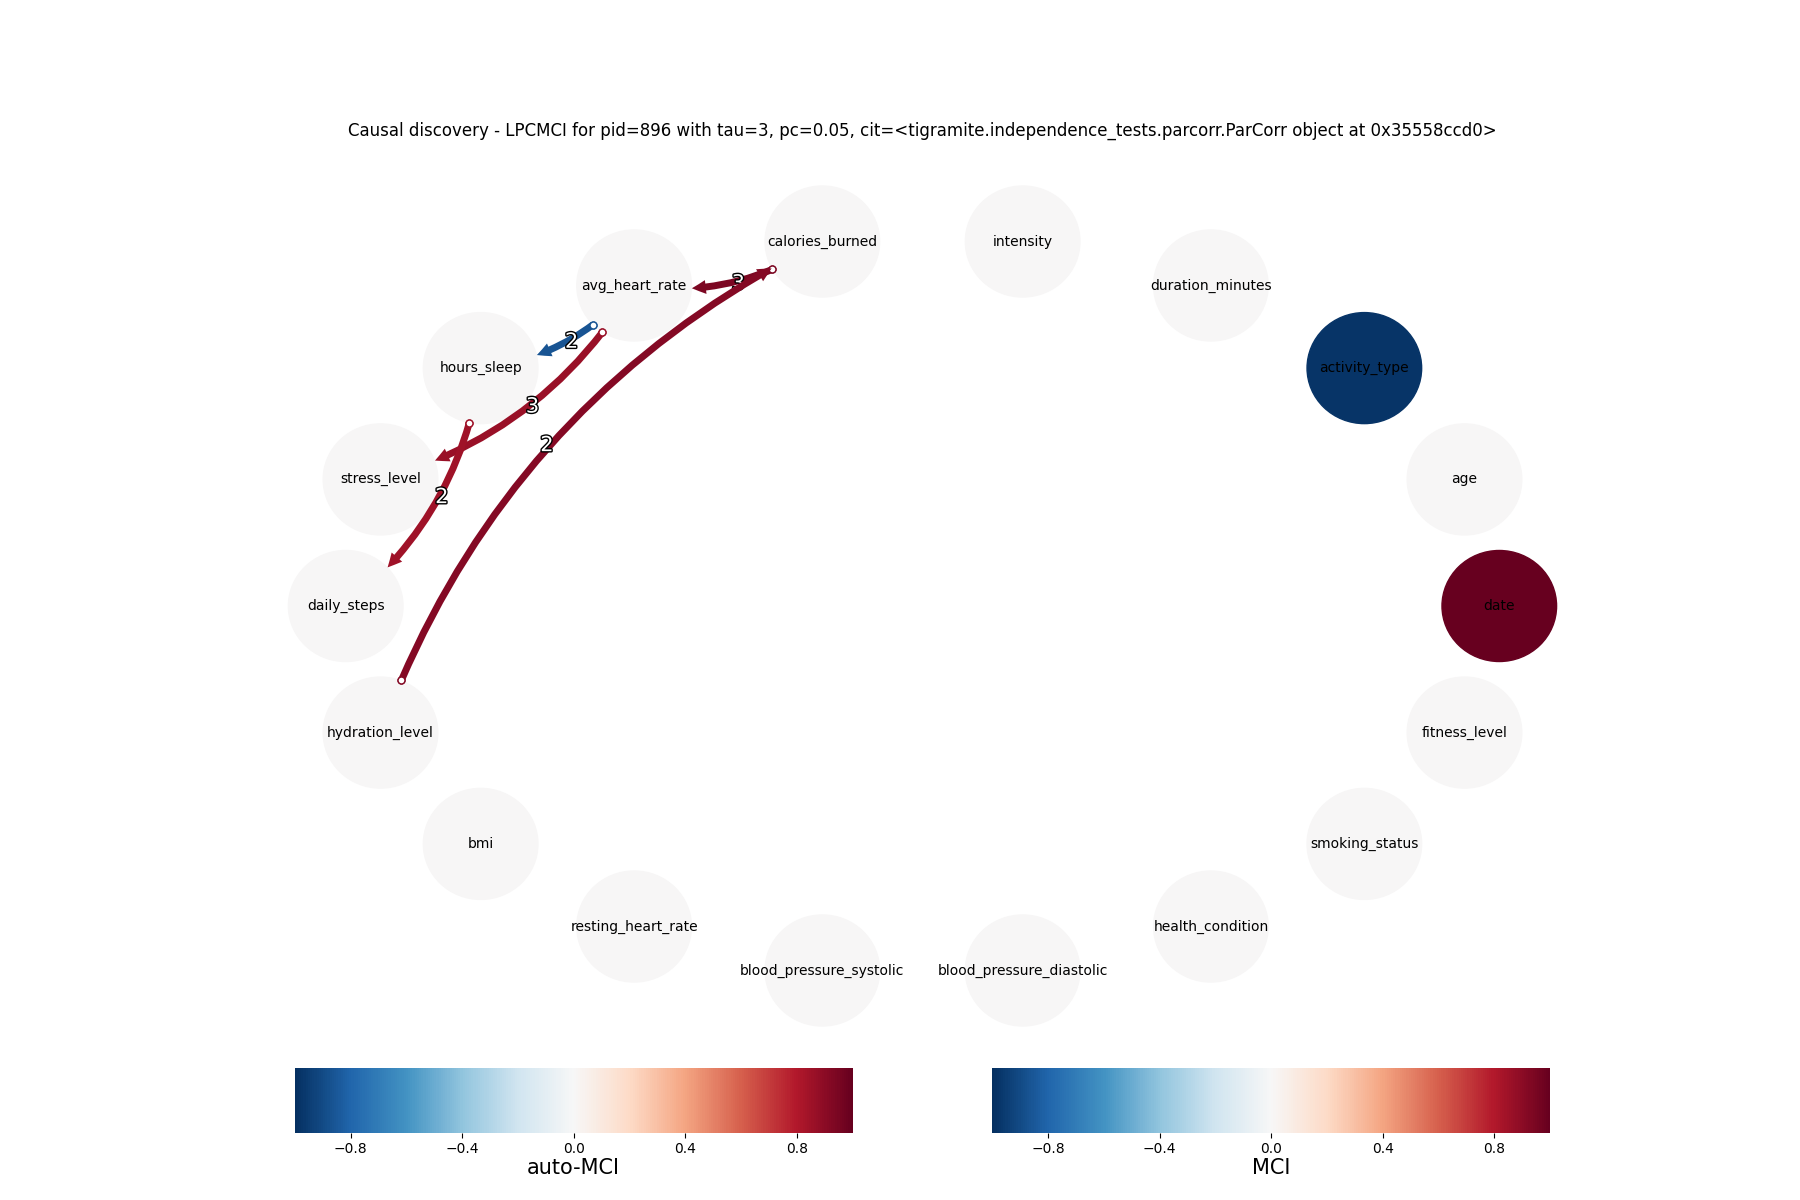 Causal discovery - LPCMCI for pid=896 with tau=3, pc=0.05, cit=<tigramite.independence_tests.parcorr.ParCorr object at 0x35558ccd0>
calories_burned
intensity
avg_heart_rate
duration_minutes
3
2
hours_sleep
activity_type
3
2
stress_level
age
2
daily_steps
date
hydration_level
fitness_level
bmi
smoking_status
resting_heart_rate
health_condition
blood_pressure_systolic
blood_pressure_diastolic
−0.8 −0.4 0.0 0.4 0.8
auto-MCI
−0.8 −0.4 0.0 0.4 0.8
MCI